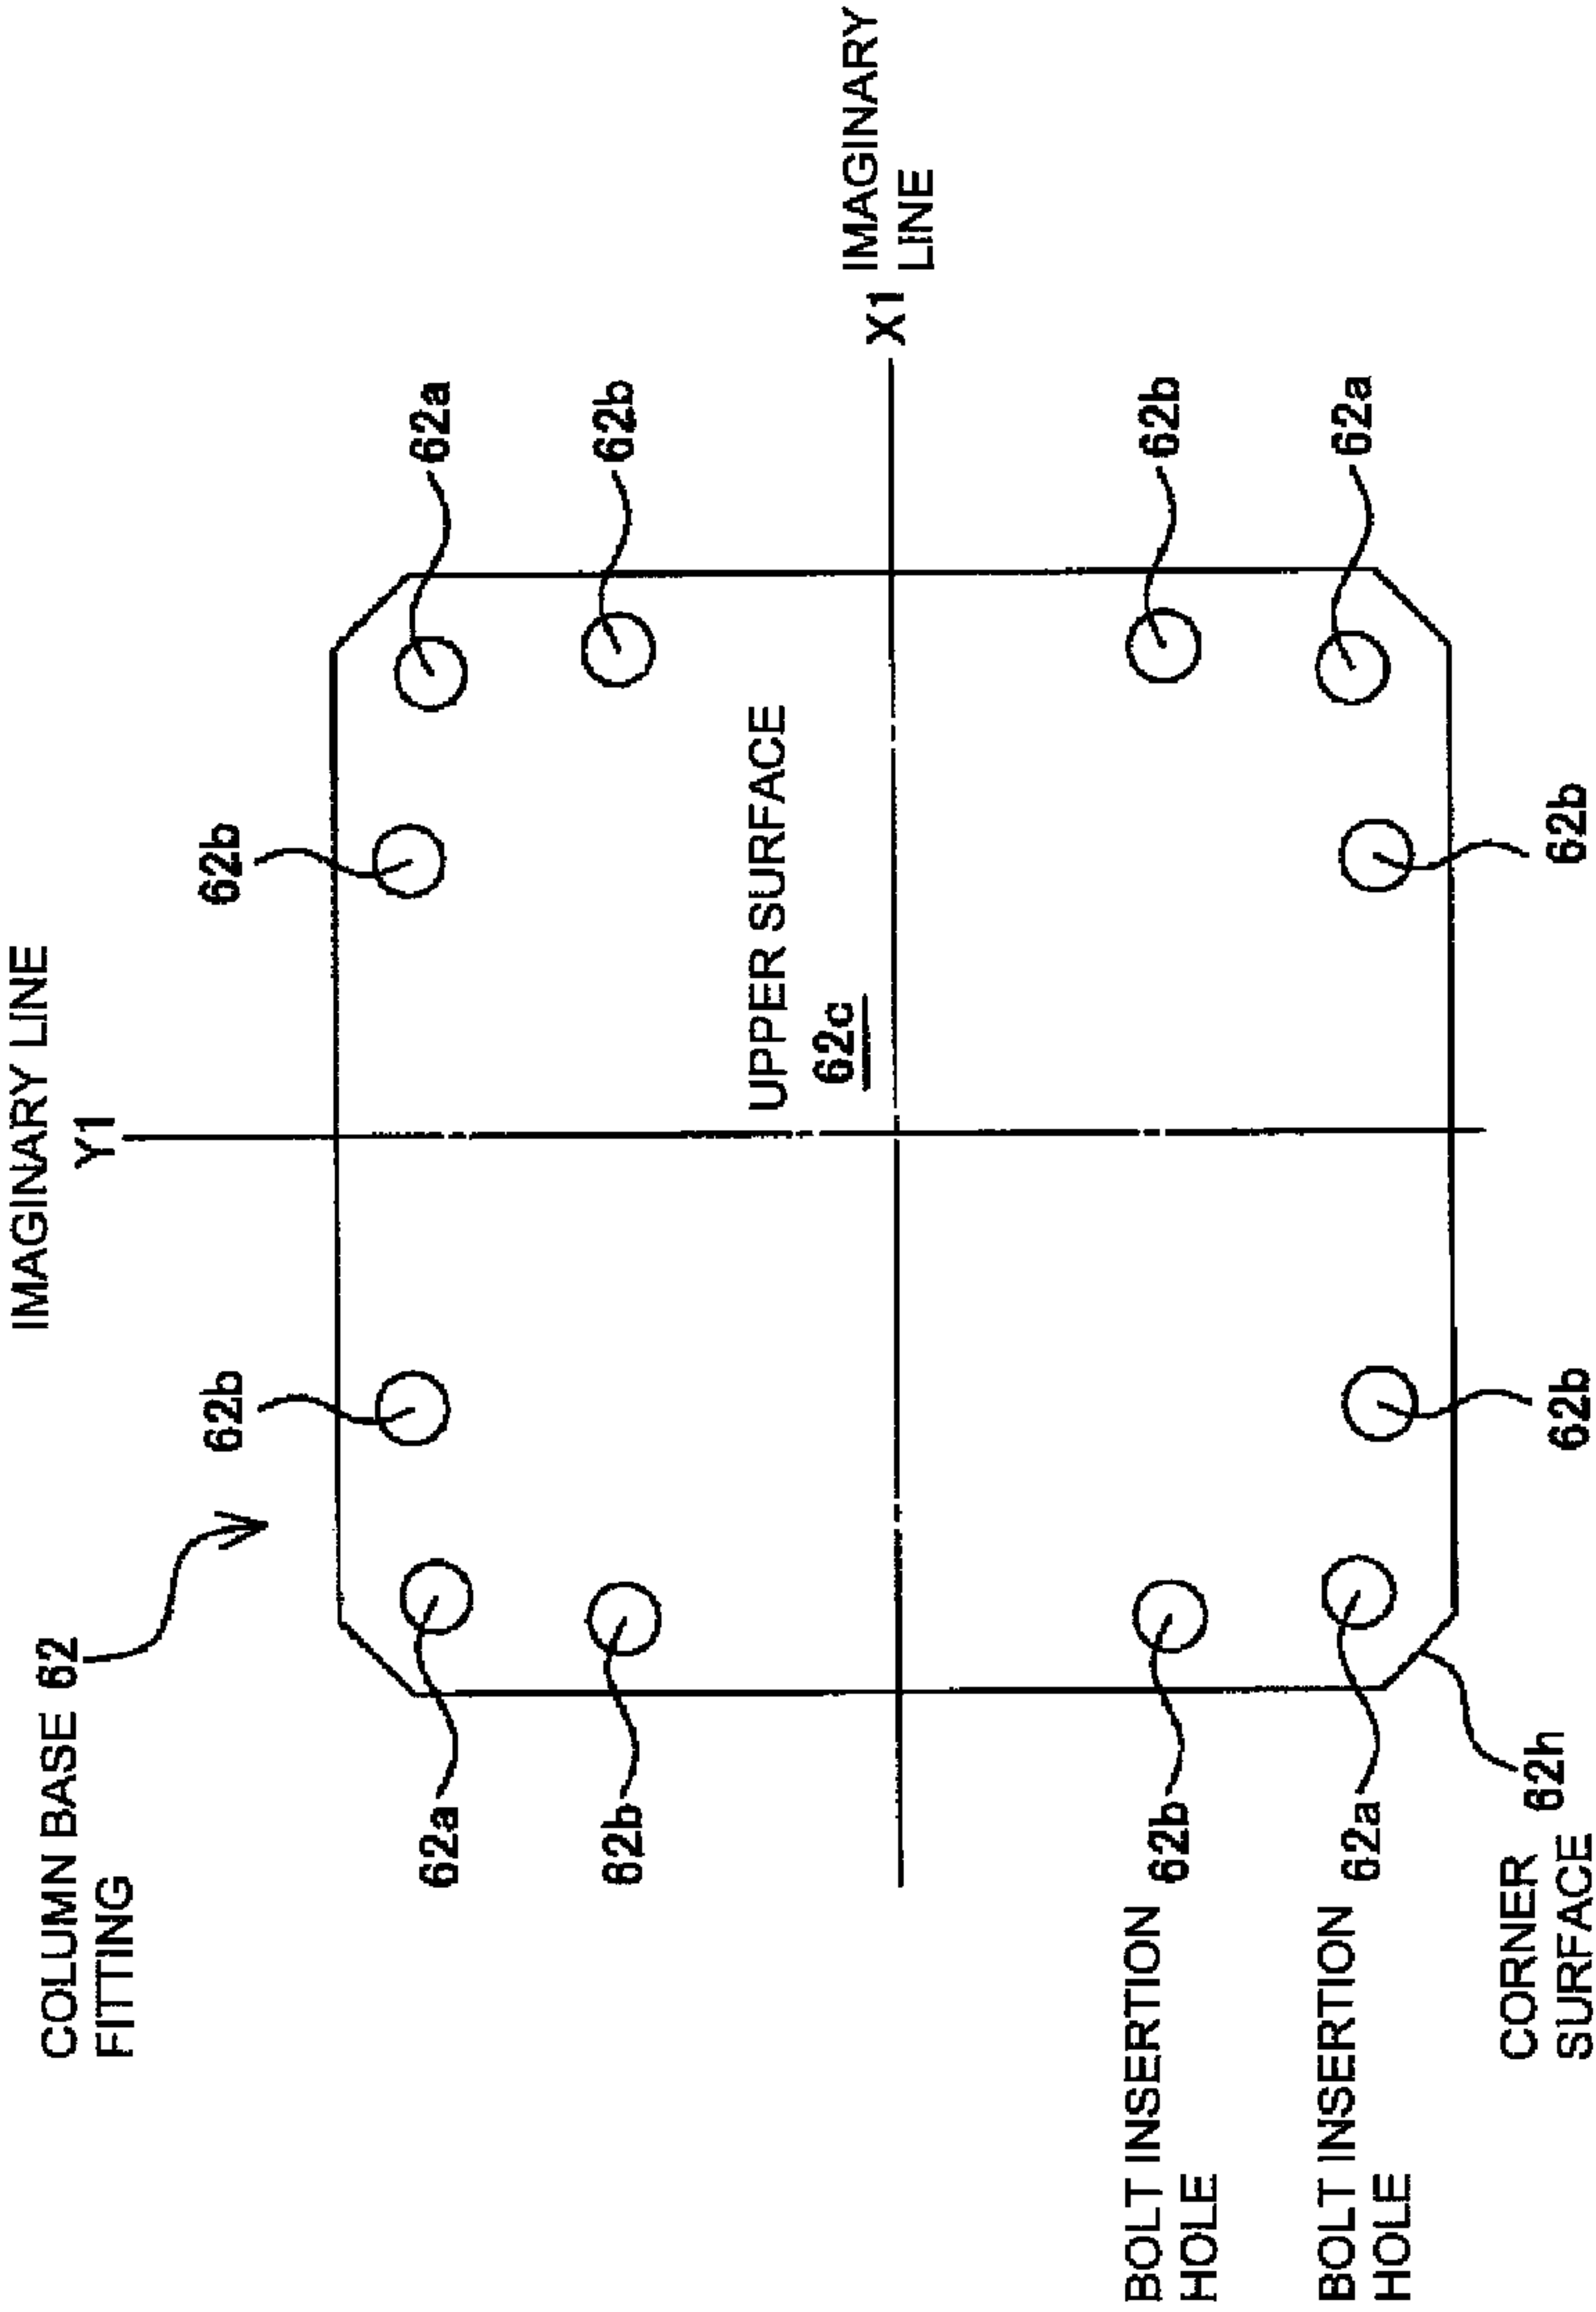 IMAGINARY LINE
Y1
COLUMN BASE 62
FITTING
62b
62b
62a
62a
62b
62b
UPPER SURFACE
62c
X1 IMAGINARY
LINE
BOLT INSERTION 62b
HOLE
62b
BOLT INSERTION 62a
HOLE
62a
CORNER 62h
SURFACE
62b
62b